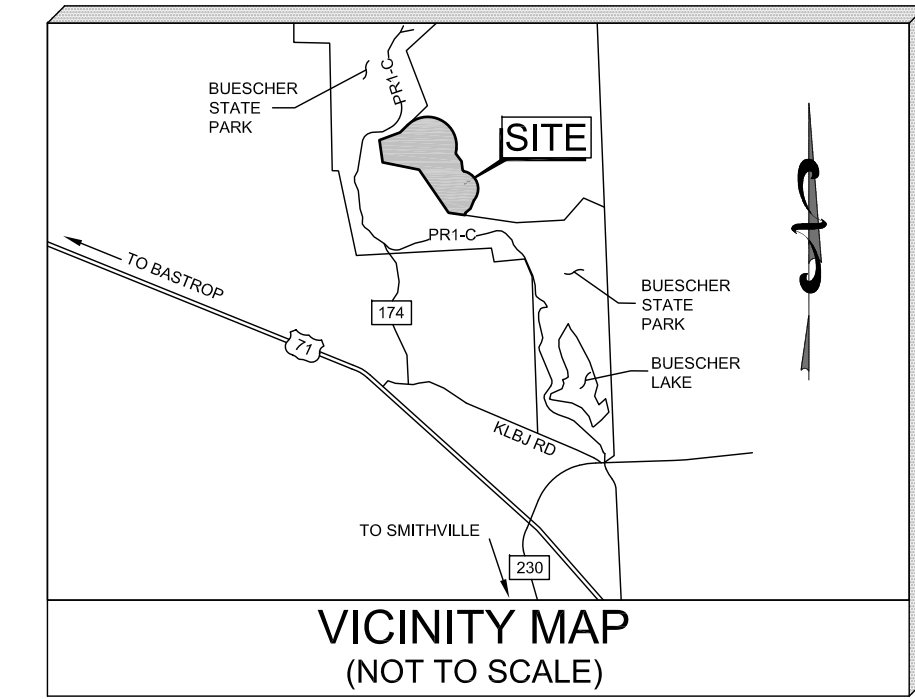 BUESCHER
STATE
PARK
PR1-C
SITE
PR1-C
TO BASTROP
174
71
BUESCHER
STATE
PARK
BUESCHER
LAKE
KLBJ RD
TO SMITHVILLE
230
VICINITY MAP
(NOT TO SCALE)